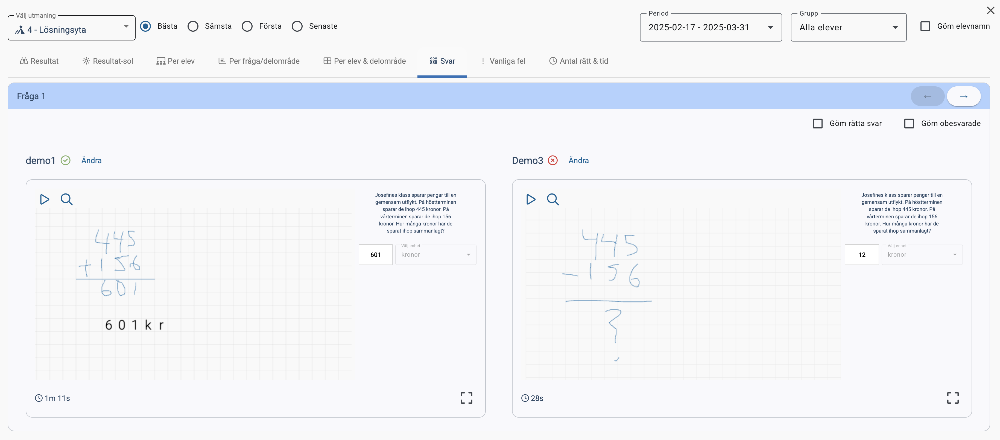 Välj utmaning
4 - Lösningsyta
Bästa
Sämsta
Första
Senaste
Period
2025-02-17 - 2025-03-31
Grupp
Alla elever
Göm elevnamn
Resultat
Resultat-sol
Per elev
Per fråga/delområde
Per elev & delområde
Svar
Vanliga fel
Antal rätt & tid
Fråga 1
← →
Göm rätta svar
Göm obesvarade
demo1 Ändra
445
+ 156
601
601kr
Josefines klass sparar pengar till en
gemensam utflykt. På höstterminen
sparar de ihop 445 kronor. På
vårterminen sparar de ihop 156
kronor. Hur många kronor har de
sparat ihop sammanlagt?
601
Välj enhet
kronor
1m 11s
Demo3 Ändra
445
- 156
?
Josefines klass sparar pengar till en
gemensam utflykt. På höstterminen
sparar de ihop 445 kronor. På
vårterminen sparar de ihop 156
kronor. Hur många kronor har de
sparat ihop sammanlagt?
12
Välj enhet
kronor
28s